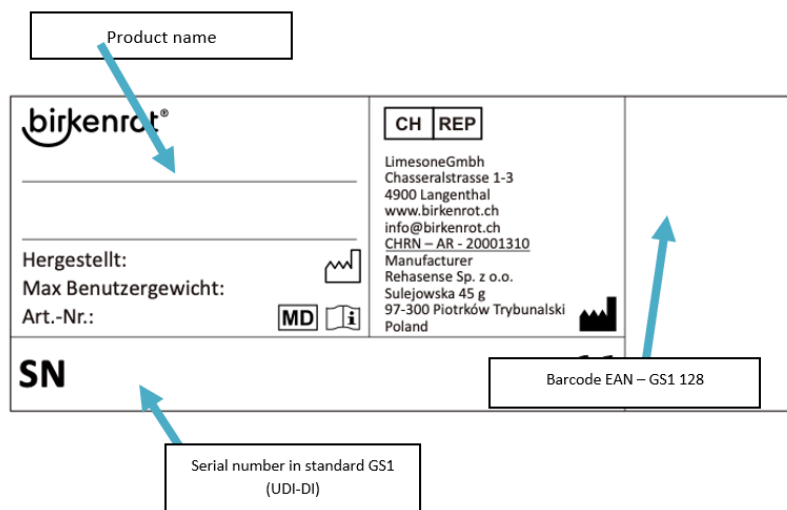 Product name
birkenrot®
Hergestellt:
Max Benutzergewicht:
Art.-Nr.:
MD
CH REP
LimesoneGmbh
Chasseralstrasse 1-3
4900 Langenthal
www.birkenrot.ch
info@birkenrot.ch
CHRN – AR - 20001310
Manufacturer
Rehasense Sp. z o.o.
Sulejowska 45 g
97-300 Piotrków Trybunalski
Poland
SN
Barcode EAN – GS1 128
Serial number in standard GS1
(UDI-DI)